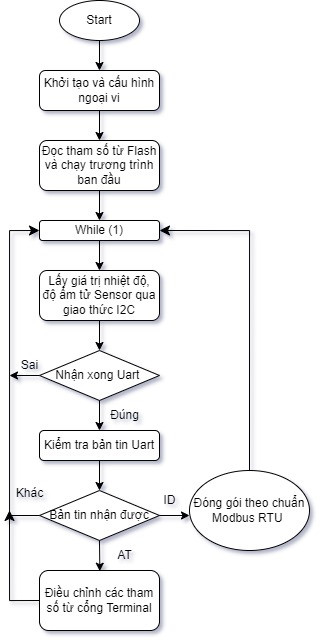 Start
Khởi tạo và cấu hình
ngoại vi
Đọc tham số từ Flash
và chạy trương trình
ban đầu
While (1)
Lấy giá trị nhiệt độ,
độ ẩm từ Sensor qua
giao thức I2C
Sai
Nhận xong Uart
Đúng
Kiểm tra bản tin Uart
Khác
Bản tin nhận được
ID
Đóng gói theo chuẩn
Modbus RTU
AT
Điều chỉnh các tham
số từ cổng Terminal